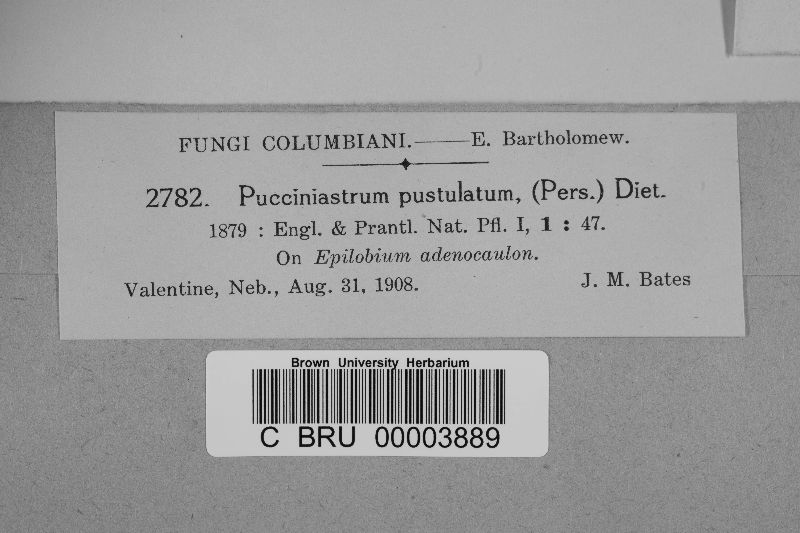 FUNGI COLUMBIANI.——E. Bartholomew.
2782. Pucciniastrum pustulatum, (Pers.) Diet.
1879 : Engl. & Prantl. Nat. Pfl. I, 1 : 47.
On Epilobium adenocaulon.
Valentine, Neb., Aug. 31, 1908. J. M. Bates
Brown University Herbarium
C BRU 00003889